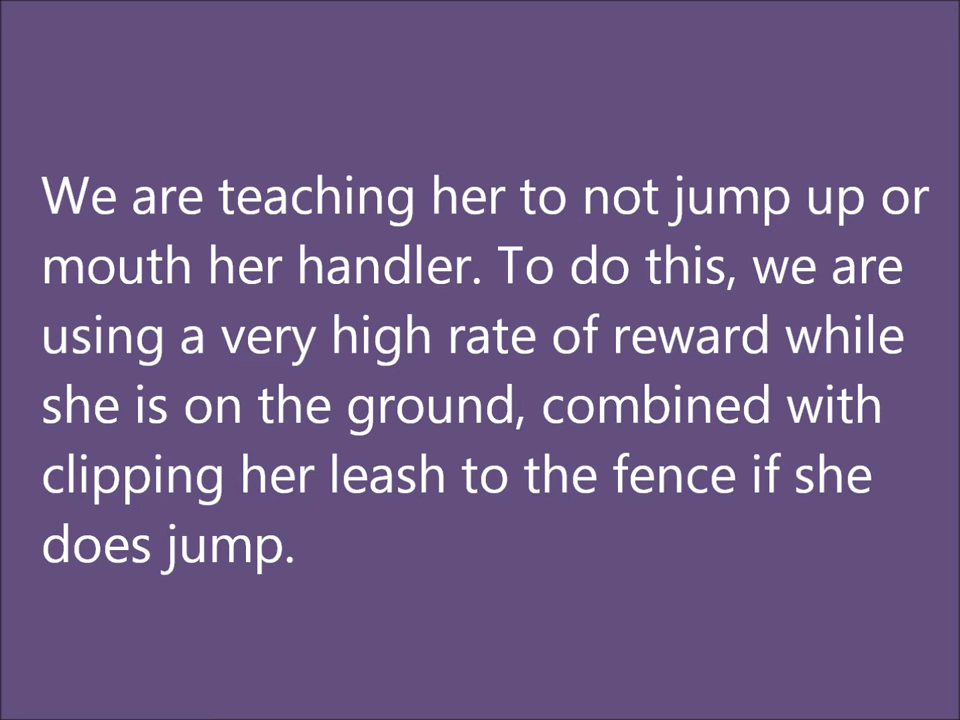 We are teaching her to not jump up or
mouth her handler. To do this, we are
using a very high rate of reward while
she is on the ground, combined with
clipping her leash to the fence if she
does jump.